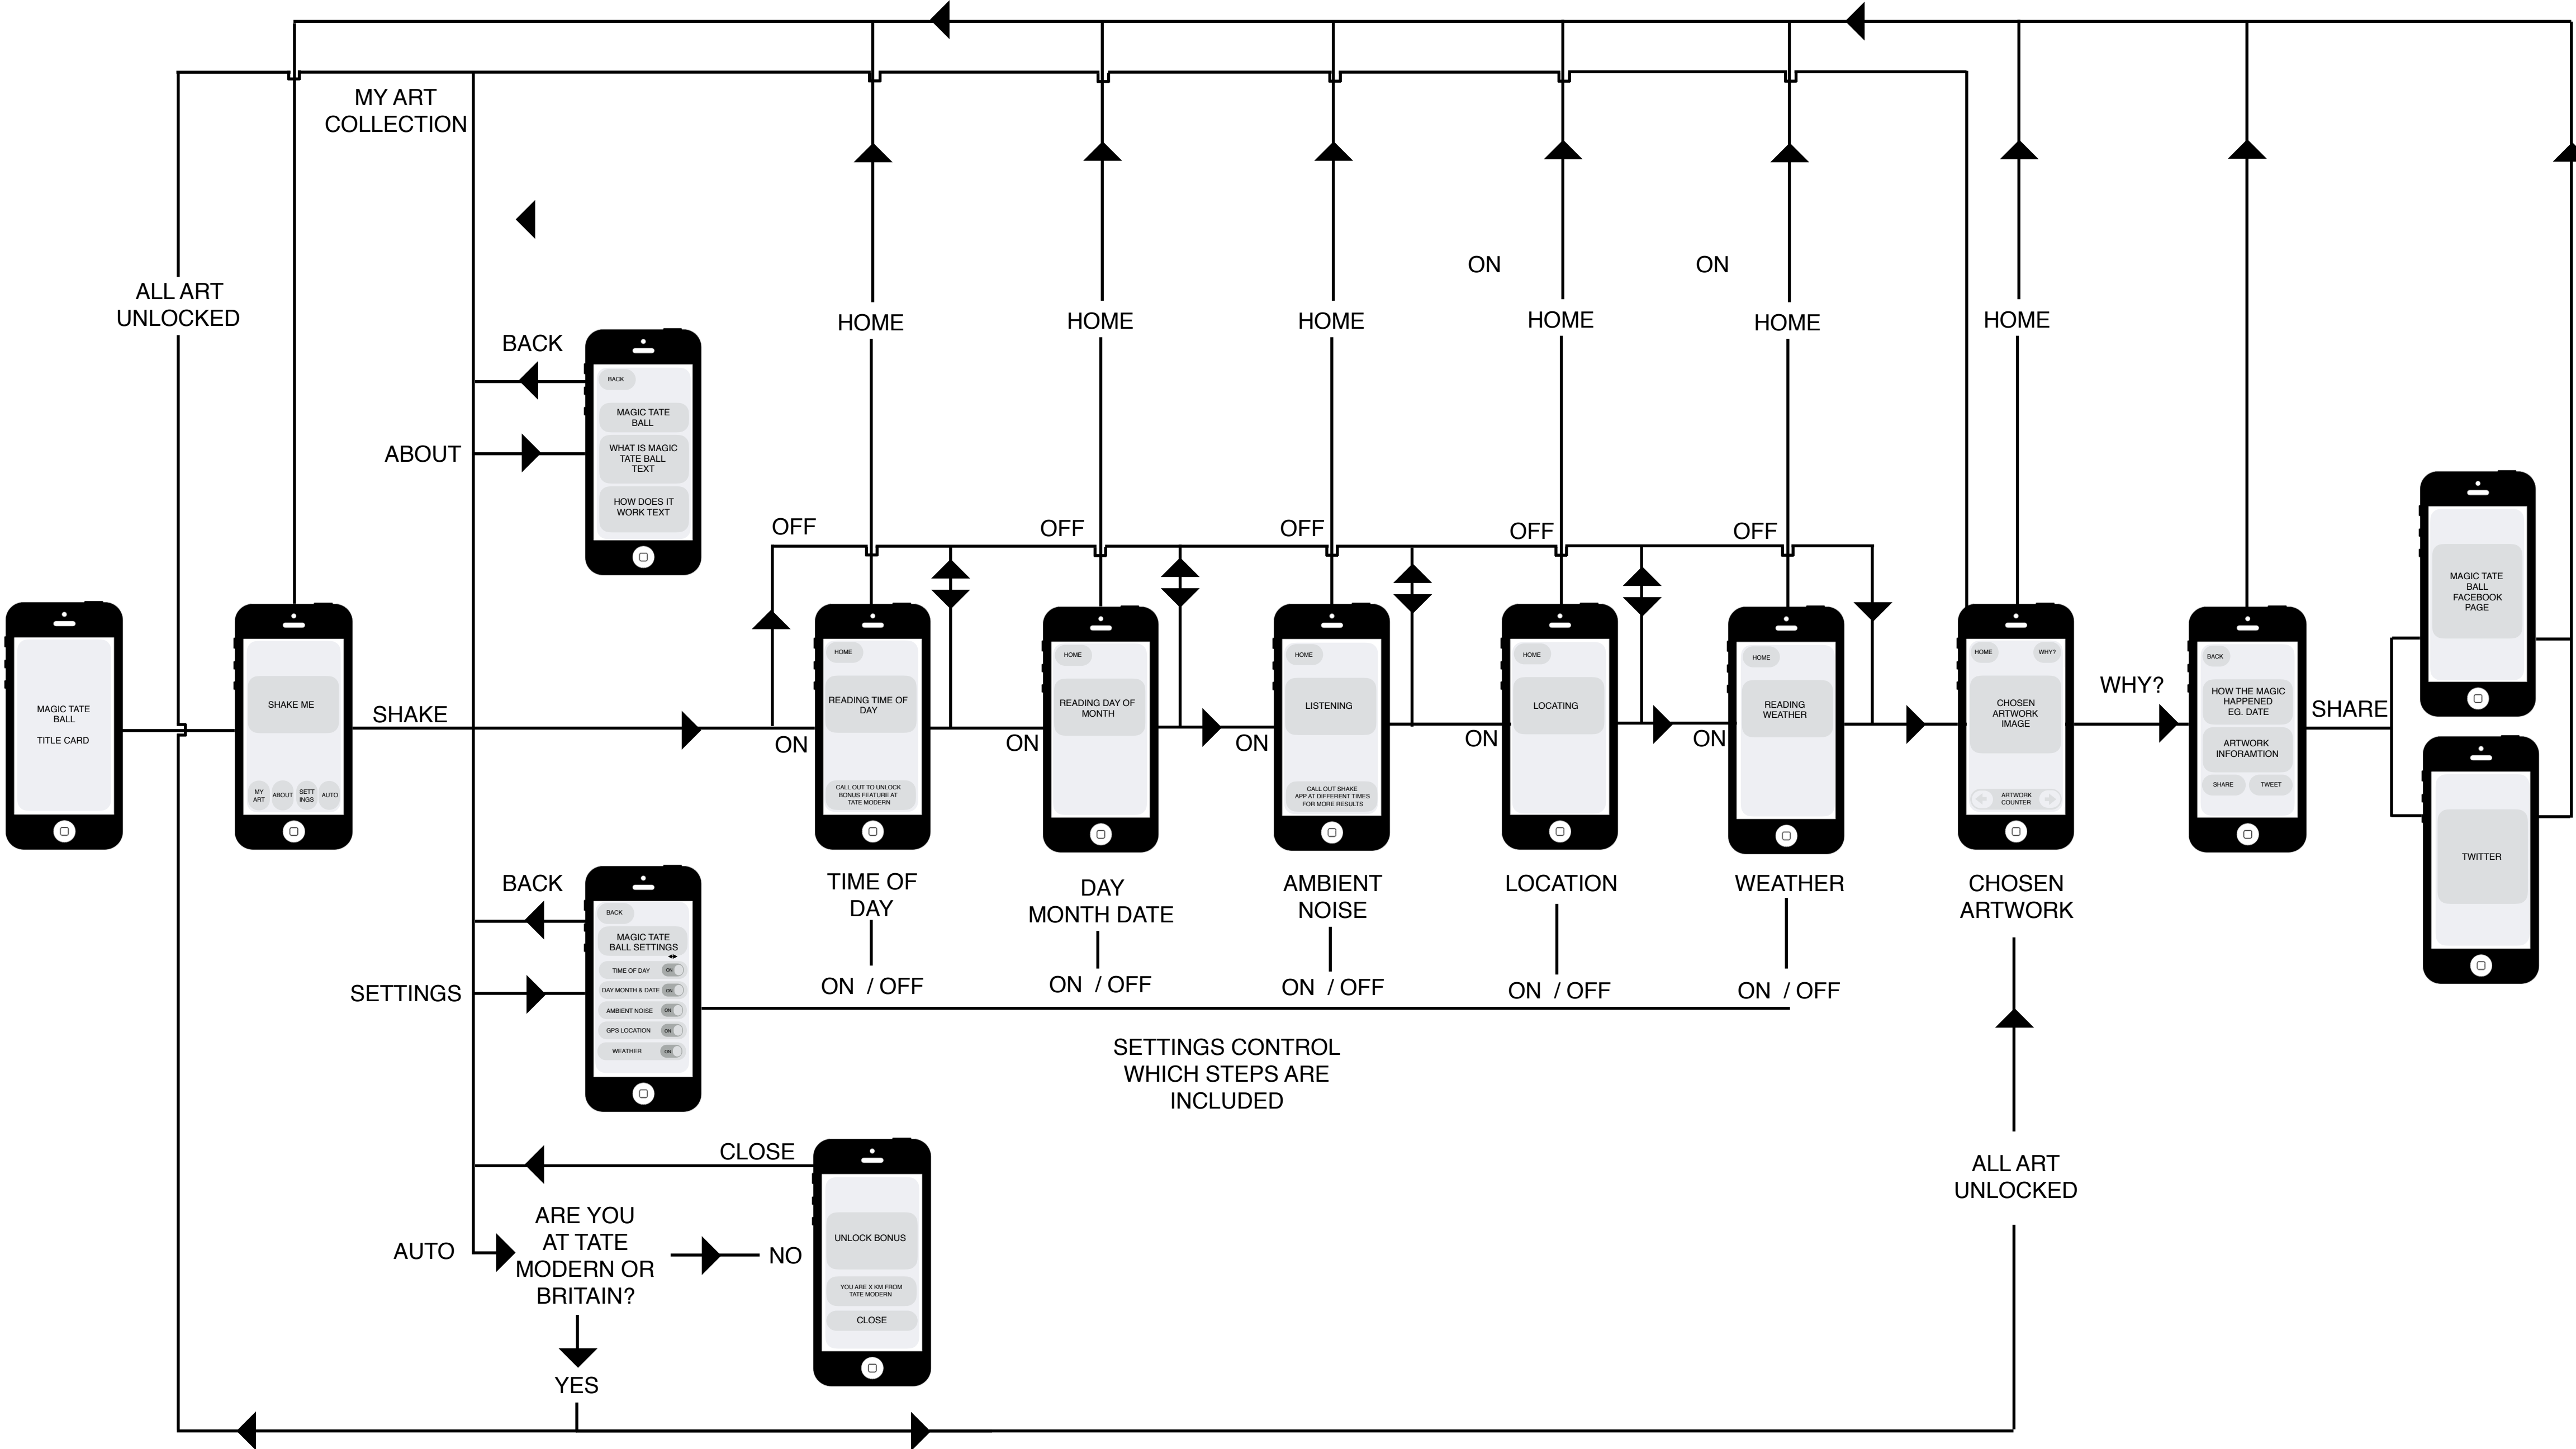 MY ART
COLLECTION
ALL ART
UNLOCKED
ON
ON
HOME
HOME
HOME
HOME
HOME
HOME
BACK
ABOUT
BACK
MAGIC TATE
BALL
WHAT IS MAGIC
TATE BALL
TEXT
HOW DOES IT
WORK TEXT
OFF
OFF
OFF
OFF
OFF
MAGIC TATE
BALL
TITLE CARD
SHAKE ME
MY
ART
ABOUT
SETT
INGS
AUTO
SHAKE
ON
HOME
READING TIME OF
DAY
CALL OUT TO UNLOCK
BONUS FEATURE AT
TATE MODERN
ON
HOME
READING DAY OF
MONTH
ON
HOME
LISTENING
CALL OUT SHAKE
APP AT DIFFERENT TIMES
FOR MORE RESULTS
ON
HOME
LOCATING
ON
HOME
READING
WEATHER
HOME
WHY?
CHOSEN
ARTWORK
IMAGE
ARTWORK
COUNTER
WHY?
BACK
HOW THE MAGIC
HAPPENED
EG. DATE
ARTWORK
INFORAMTION
SHARE
TWEET
SHARE
MAGIC TATE
BALL
FACEBOOK
PAGE
TWITTER
TIME OF
DAY
DAY
MONTH DATE
AMBIENT
NOISE
LOCATION
WEATHER
CHOSEN
ARTWORK
ON / OFF
ON / OFF
ON / OFF
ON / OFF
ON / OFF
BACK
SETTINGS
BACK
MAGIC TATE
BALL SETTINGS
TIME OF DAY ON
DAY MONTH & DATE ON
AMBIENT NOISE ON
GPS LOCATION ON
WEATHER ON
SETTINGS CONTROL
WHICH STEPS ARE
INCLUDED
CLOSE
AUTO
ARE YOU
AT TATE
MODERN OR
BRITAIN?
NO
YES
UNLOCK BONUS
YOU ARE X KM FROM
TATE MODERN
CLOSE
ALL ART
UNLOCKED